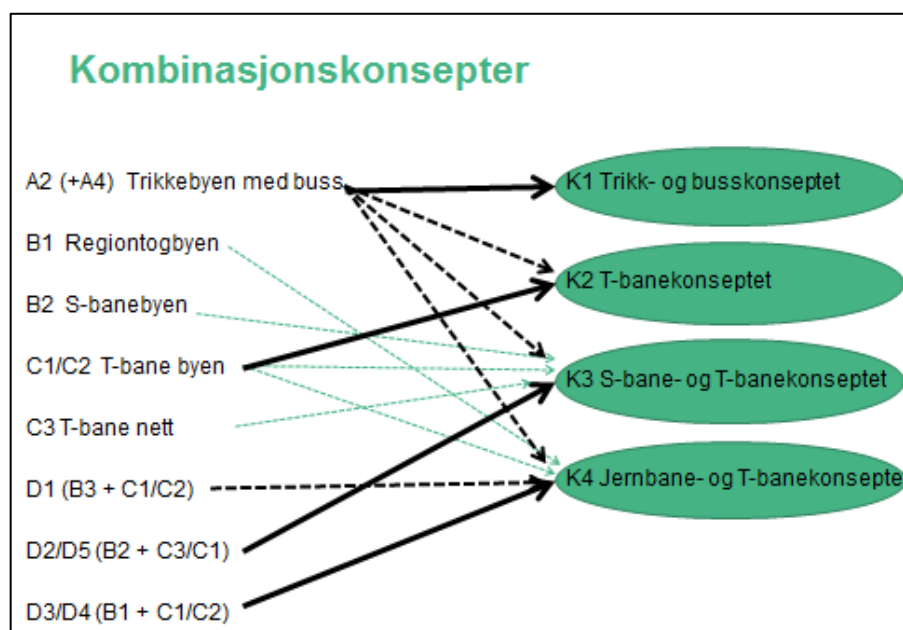 Kombinasjonskonsepter
A2 (+A4) Trikkebyen med buss
B1 Regiontogbyen
B2 S-banebyen
C1/C2 T-bane byen
C3 T-bane nett
D1 (B3 + C1/C2)
D2/D5 (B2 + C3/C1)
D3/D4 (B1 + C1/C2)
K1 Trikk- og busskonseptet
K2 T-banekonseptet
K3 S-bane- og T-banekonseptet
K4 Jernbane- og T-banekonseptet